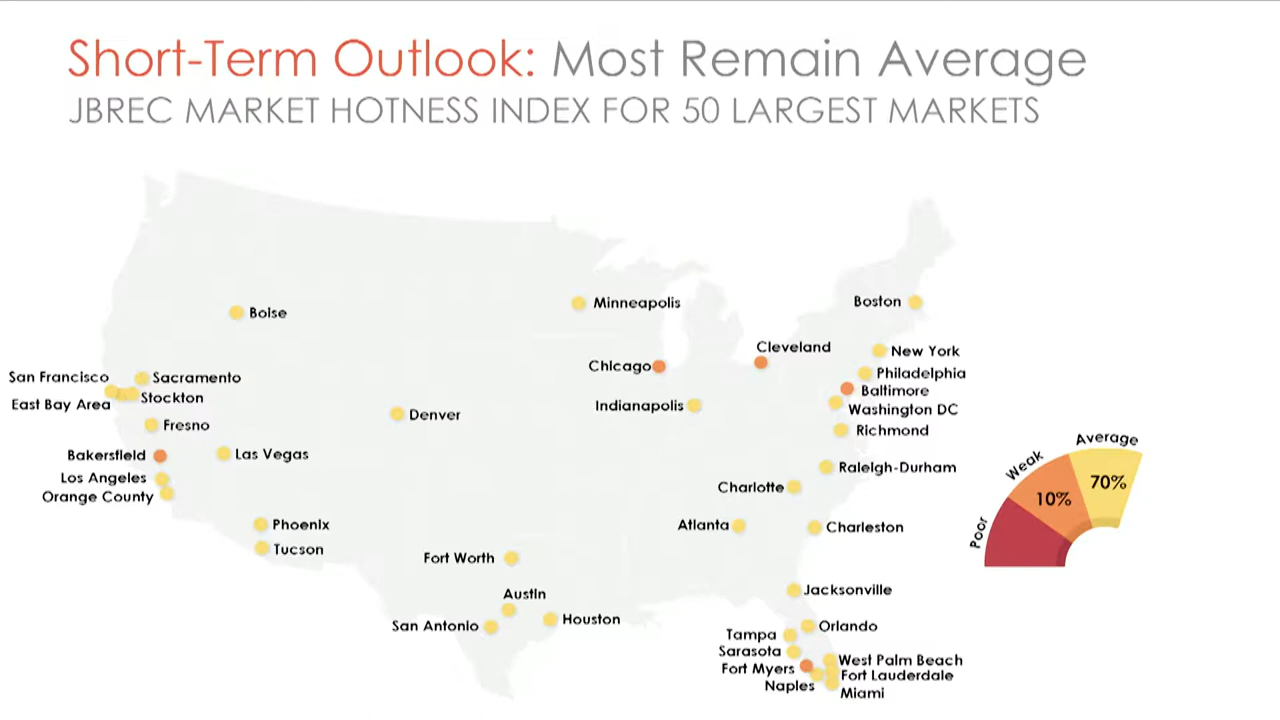 Short-Term Outlook: Most Remain Average
JBREC MARKET HOTNESS INDEX FOR 50 LARGEST MARKETS
Boise
Minneapolis
Boston
Chicago
Cleveland
New York
Philadelphia
Baltimore
Washington DC
Richmond
San Francisco
Sacramento
East Bay Area
Stockton
Fresno
Denver
Indianapolis
Bakersfield
Las Vegas
Los Angeles
Orange County
Raleigh-Durham
Charlotte
Average
Weak
70%
10%
Poor
Phoenix
Tucson
Atlanta
Charleston
Fort Worth
Austin
San Antonio
Houston
Jacksonville
Orlando
Tampa
Sarasota
Fort Myers
Naples
West Palm Beach
Fort Lauderdale
Miami